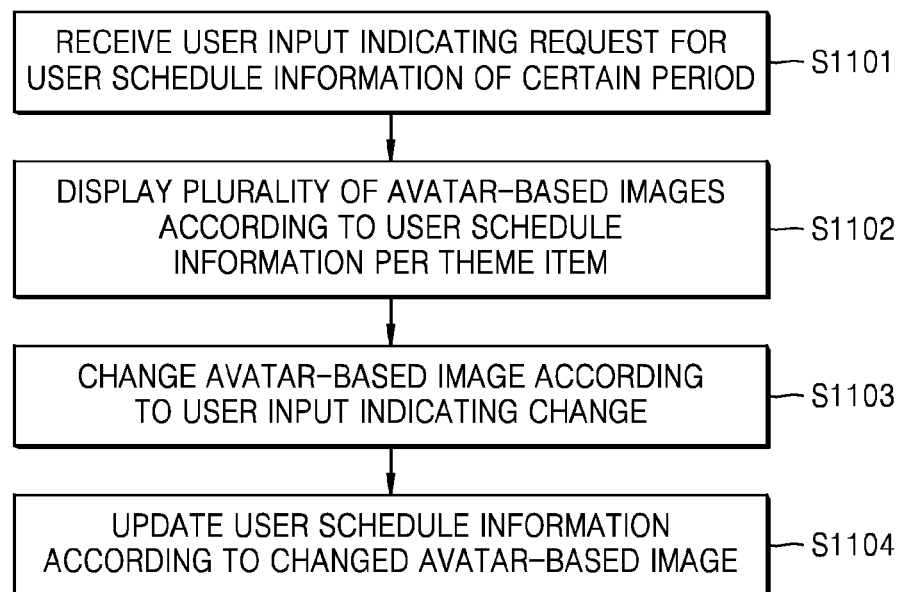 RECEIVE USER INPUT INDICATING REQUEST FOR
USER SCHEDULE INFORMATION OF CERTAIN PERIOD
S1101
DISPLAY PLURALITY OF AVATAR-BASED IMAGES
ACCORDING TO USER SCHEDULE
INFORMATION PER THEME ITEM
S1102
CHANGE AVATAR-BASED IMAGE ACCORDING
TO USER INPUT INDICATING CHANGE
S1103
UPDATE USER SCHEDULE INFORMATION
ACCORDING TO CHANGED AVATAR-BASED IMAGE
S1104